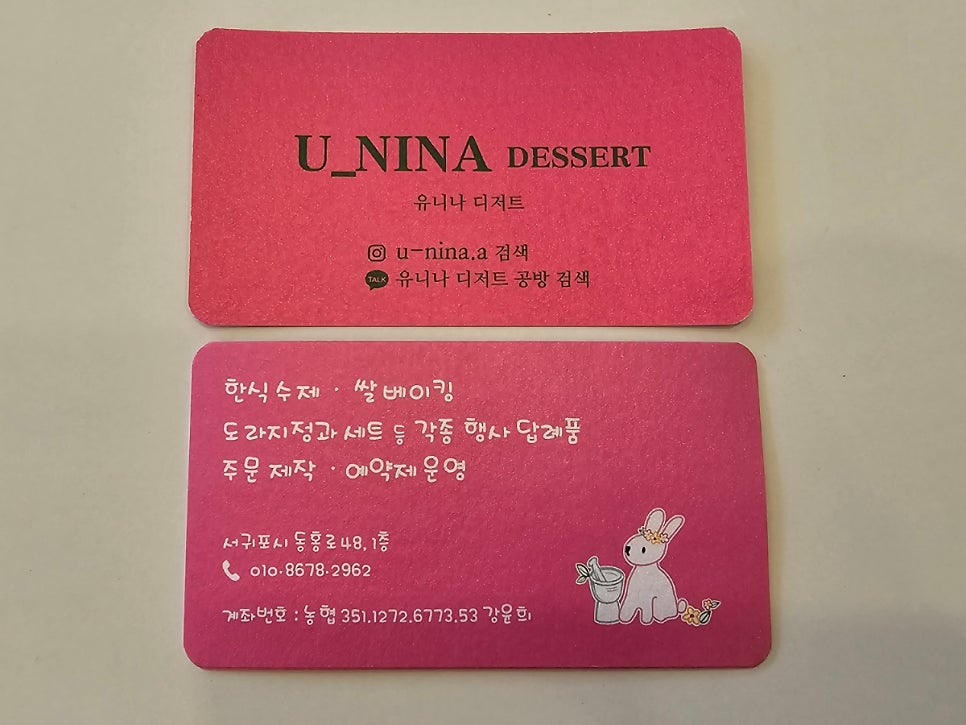 U_NINA DESSERT
유니나 디저트
u-nina.a 검색
TALK 유니나 디저트 공방 검색
한식 수제 · 쌀 베이킹
도라지정과 세트 등 각종 행사 답례품
주문 제작 · 예약제 운영
서귀포시 동홍로 48, 1층
010·8678·2962
계좌번호 : 농협 351.1272.6773.53 강윤희